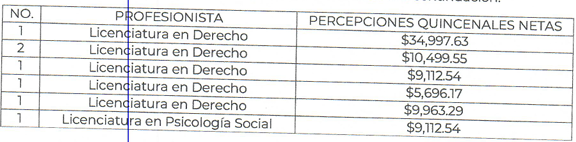 NO. PROFESIONISTA PERCEPCIONES QUINCENALES NETAS
1 Licenciatura en Derecho $34,997.63
2 Licenciatura en Derecho $10,499.55
1 Licenciatura en Derecho $9,112.54
1 Licenciatura en Derecho $5,696.17
1 Licenciatura en Derecho $9,963.29
1 Licenciatura en Psicología Social $9,112.54